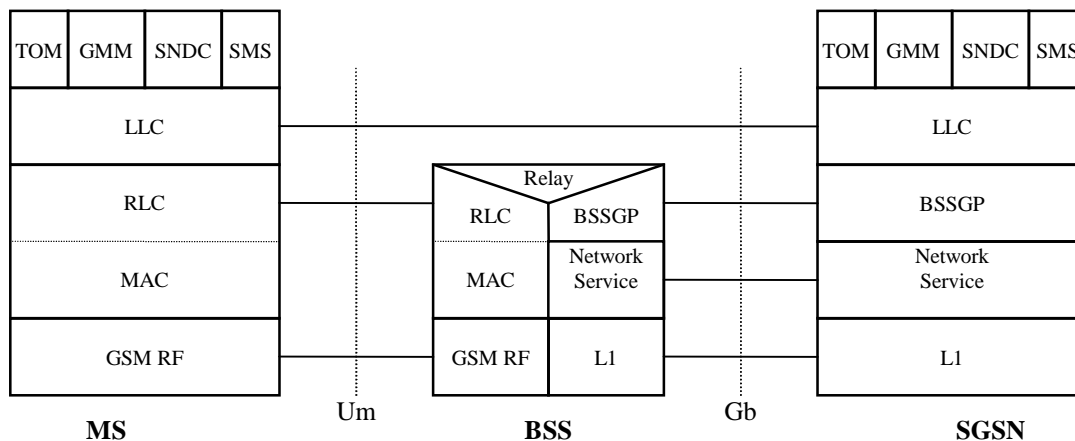 TOM GMM SNDC SMS
TOM GMM SNDC SMS
LLC
LLC
Relay
RLC
RLC
BSSGP
BSSGP
MAC
MAC
Network
Service
Network
Service
GSM RF
GSM RF
L1
L1
Um
Gb
MS
BSS
SGSN